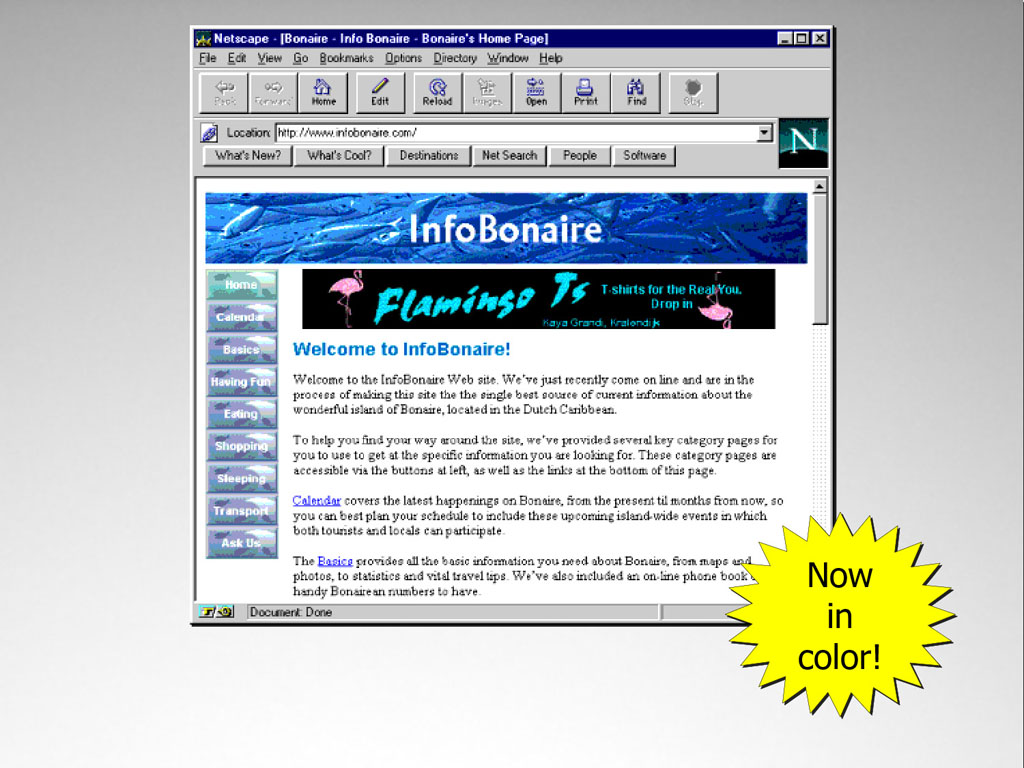 Netscape - [Bonaire - Info Bonaire - Bonaire's Home Page]
File Edit View Go Bookmarks Options Directory Window Help
Back Forward Home Edit Reload Images Open Print Find Stop
Location: http://www.infobonaire.com/
N
What's New? What's Cool? Destinations Net Search People Software
InfoBonaire
Home
Calendar
Basics
Having Fun
Eating
Shopping
Sleeping
Transport
Ask Us
Flamingo Ts
T-shirts for the Real You.
Drop in
Kaya Grandi, Kralendijk
Welcome to InfoBonaire!
Welcome to the InfoBonaire Web site. We've just recently come on line and are in the
process of making this site the the single best source of current information about the
wonderful island of Bonaire, located in the Dutch Caribbean.
To help you find your way around the site, we've provided several key category pages for
you to use to get at the specific information you are looking for. These category pages are
accessible via the buttons at left, as well as the links at the bottom of this page.
Calendar covers the latest happenings on Bonaire, from the present til months from now, so
you can best plan your schedule to include these upcoming island-wide events in which
both tourists and locals can participate.
The Basics provides all the basic information you need about Bonaire, from maps and
photos, to statistics and vital travel tips. We've also included an on-line phone book
handy Bonairean numbers to have.
Document: Done
Now
in
color!